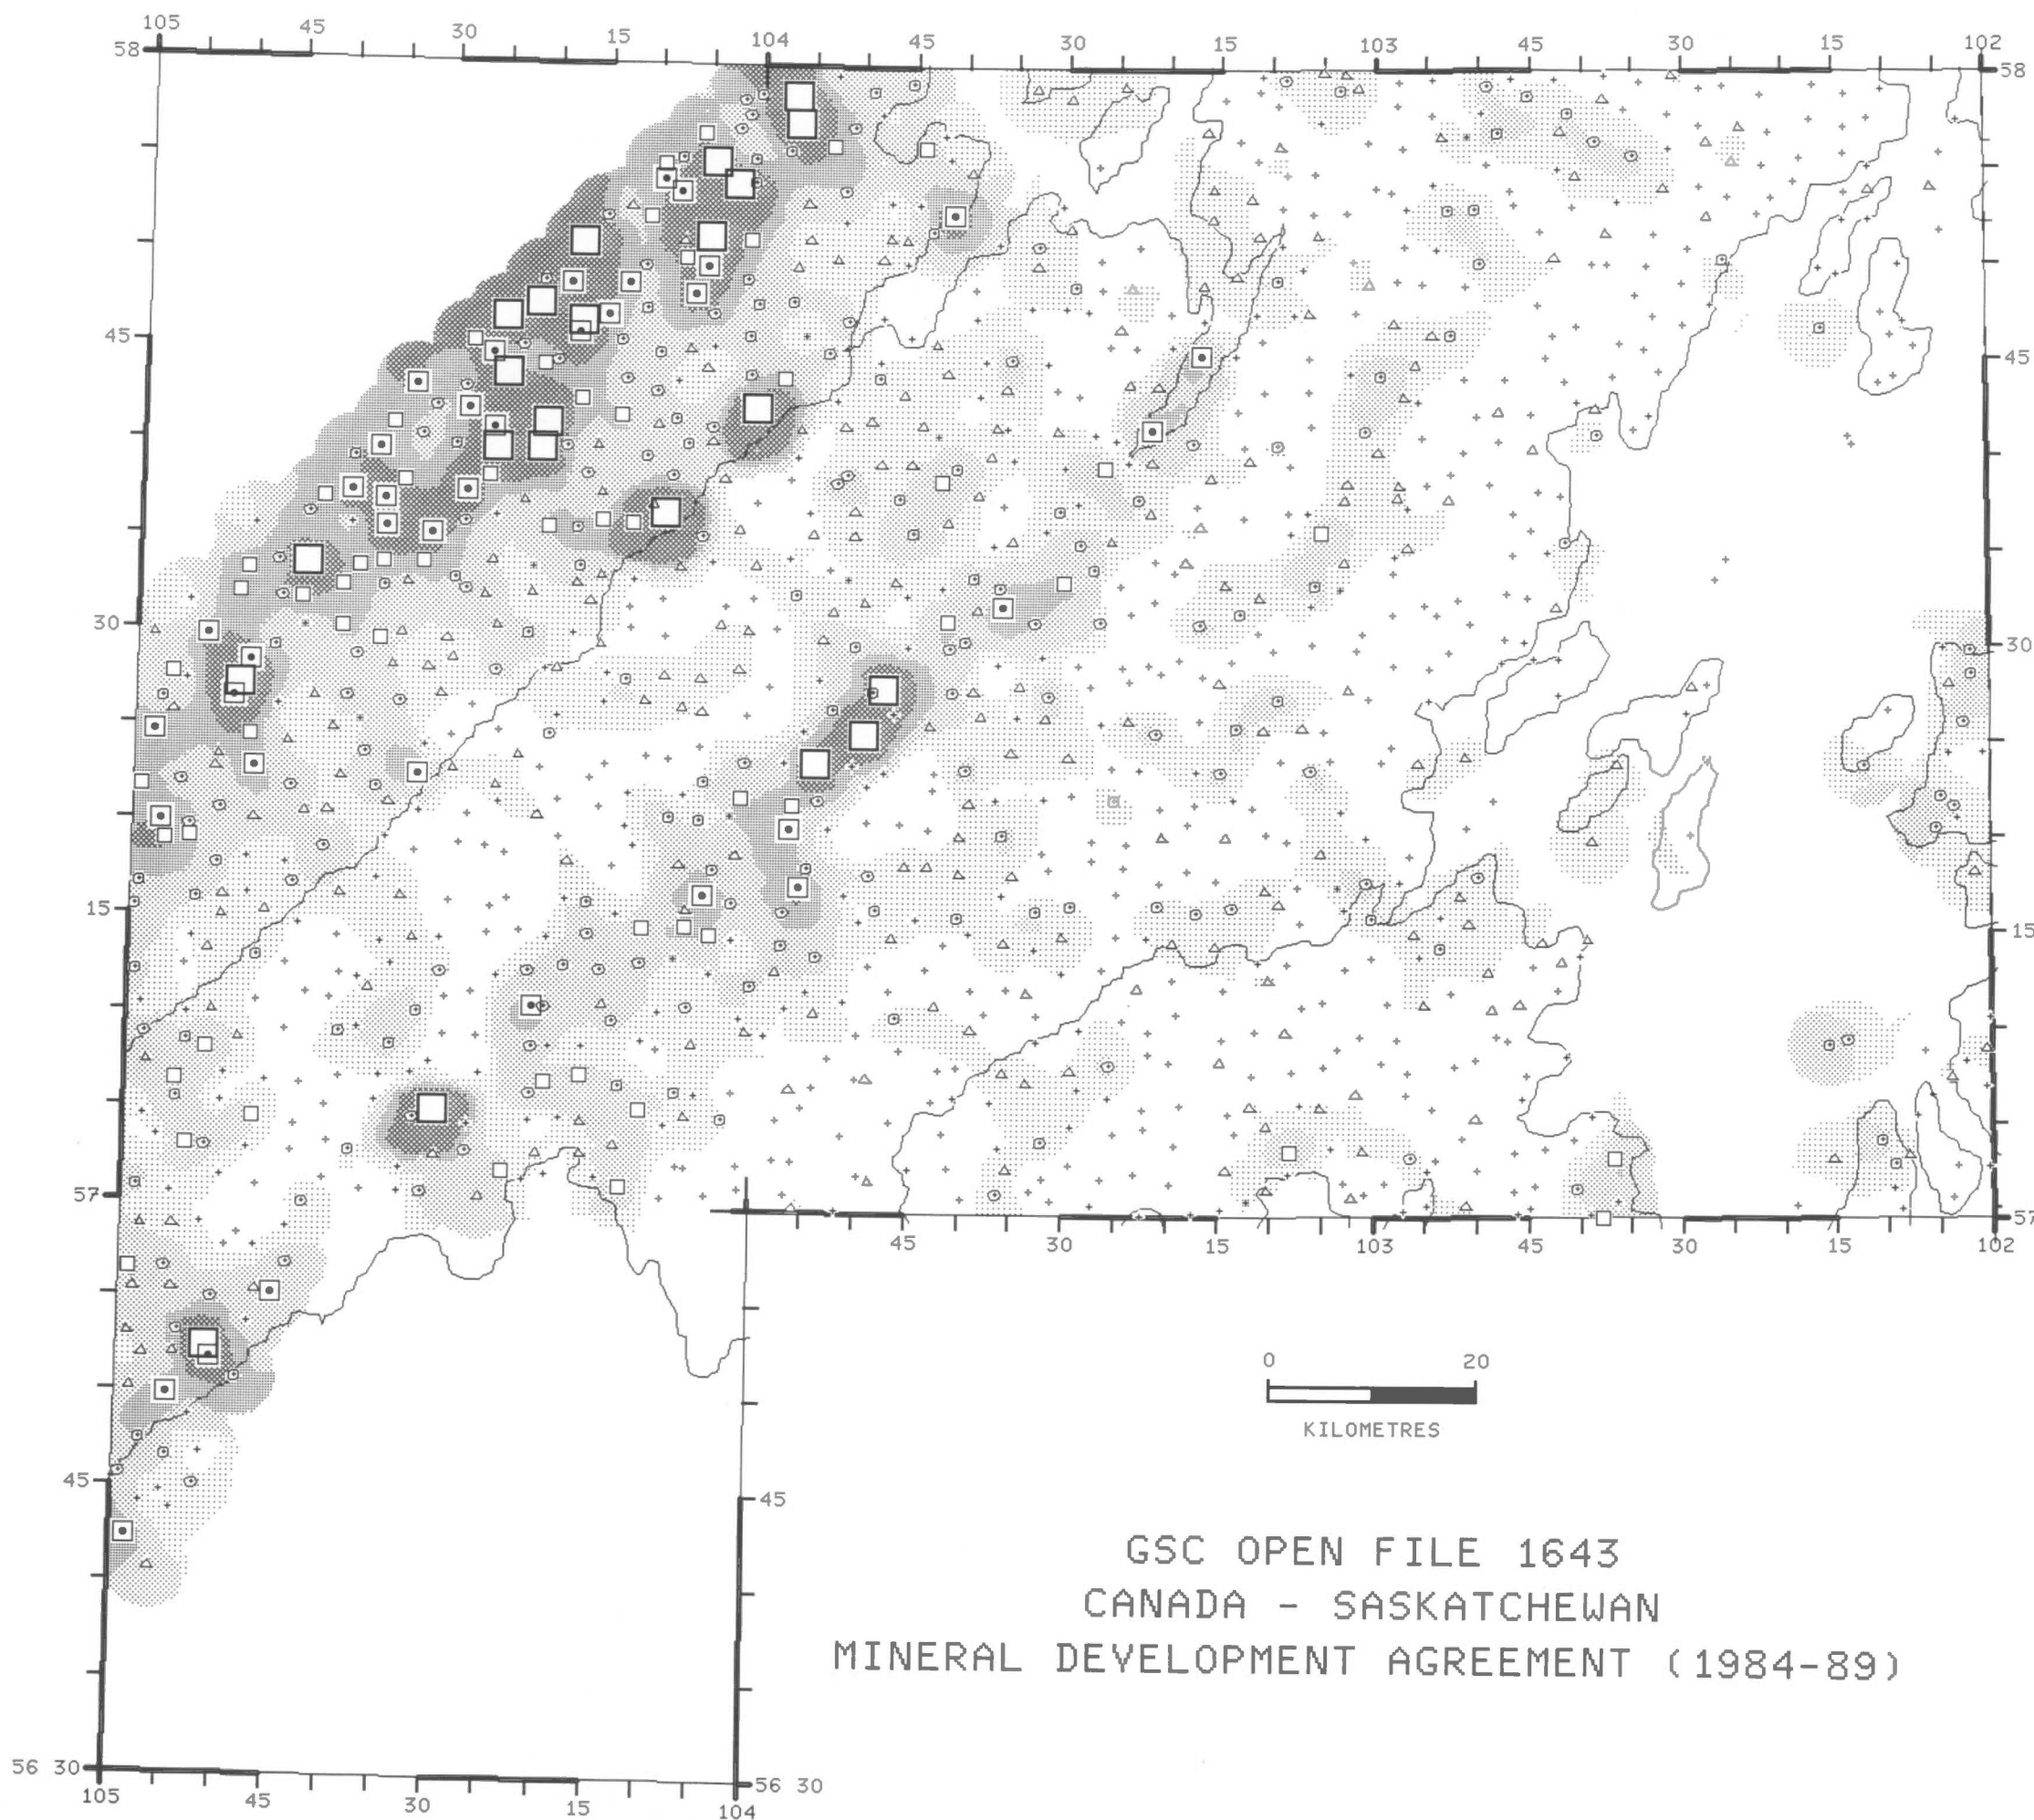 105 45 30 15 104 45 30 15 103 45 30 15 102
58 58
45 45
30 30
15 15
57 57
45 30 15 103 45 30 15 102
0 20
KILOMETRES
45 45
GSC OPEN FILE 1643
CANADA - SASKATCHEWAN
MINERAL DEVELOPMENT AGREEMENT (1984-89)
56 30 56 30
105 45 30 15 104